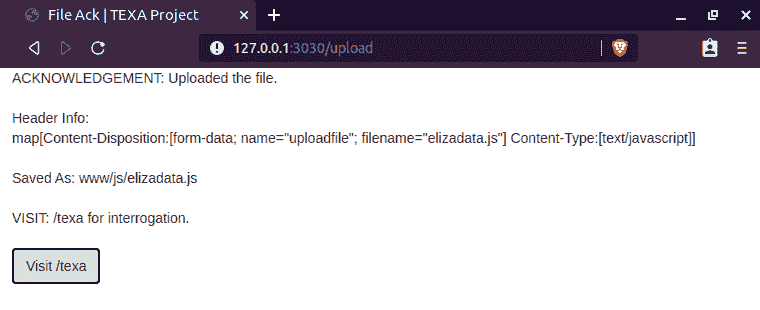 File Ack | TEXA Project
127.0.0.1:3030/upload
ACKNOWLEDGEMENT: Uploaded the file.
Header Info:
map[Content-Disposition:[form-data; name="uploadfile"; filename="elizadata.js"] Content-Type:[text/javascript]]
Saved As: www/js/elizadata.js
VISIT: /texa for interrogation.
Visit /texa